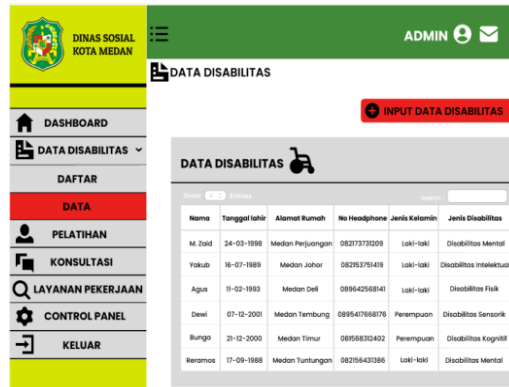 DINAS SOSIAL
KOTA MEDAN
ADMIN
DATA DISABILITAS
INPUT DATA DISABILITAS
DASHBOARD
DATA DISABILITAS
DAFTAR
DATA
PELATIHAN
KONSULTASI
LAYANAN PEKERJAAN
CONTROL PANEL
KELUAR
DATA DISABILITAS
Show Entries
Search :
Nama Tanggal lahir Alamat Rumah No Headphone Jenis Kelamin Jenis Disabilitas
M. Zaid 24-03-1998 Medan Perjuangan 082173731209 Laki-laki Disabilitas Mental
Yakub 16-07-1989 Medan Johor 082153751419 Laki-laki Disabilitas Intelektual
Agus 11-02-1993 Medan Deli 089642568141 Laki-laki Disabilitas Fisik
Dewi 07-12-2001 Medan Tembung 0895417668176 Perempuan Disabilitas Sensorik
Bunga 21-12-2000 Medan Timur 081568312402 Perempuan Disabilitas Kognitif
Reramos 17-09-1988 Medan Tuntungan 082156431386 Laki-laki Disabilitas Mental